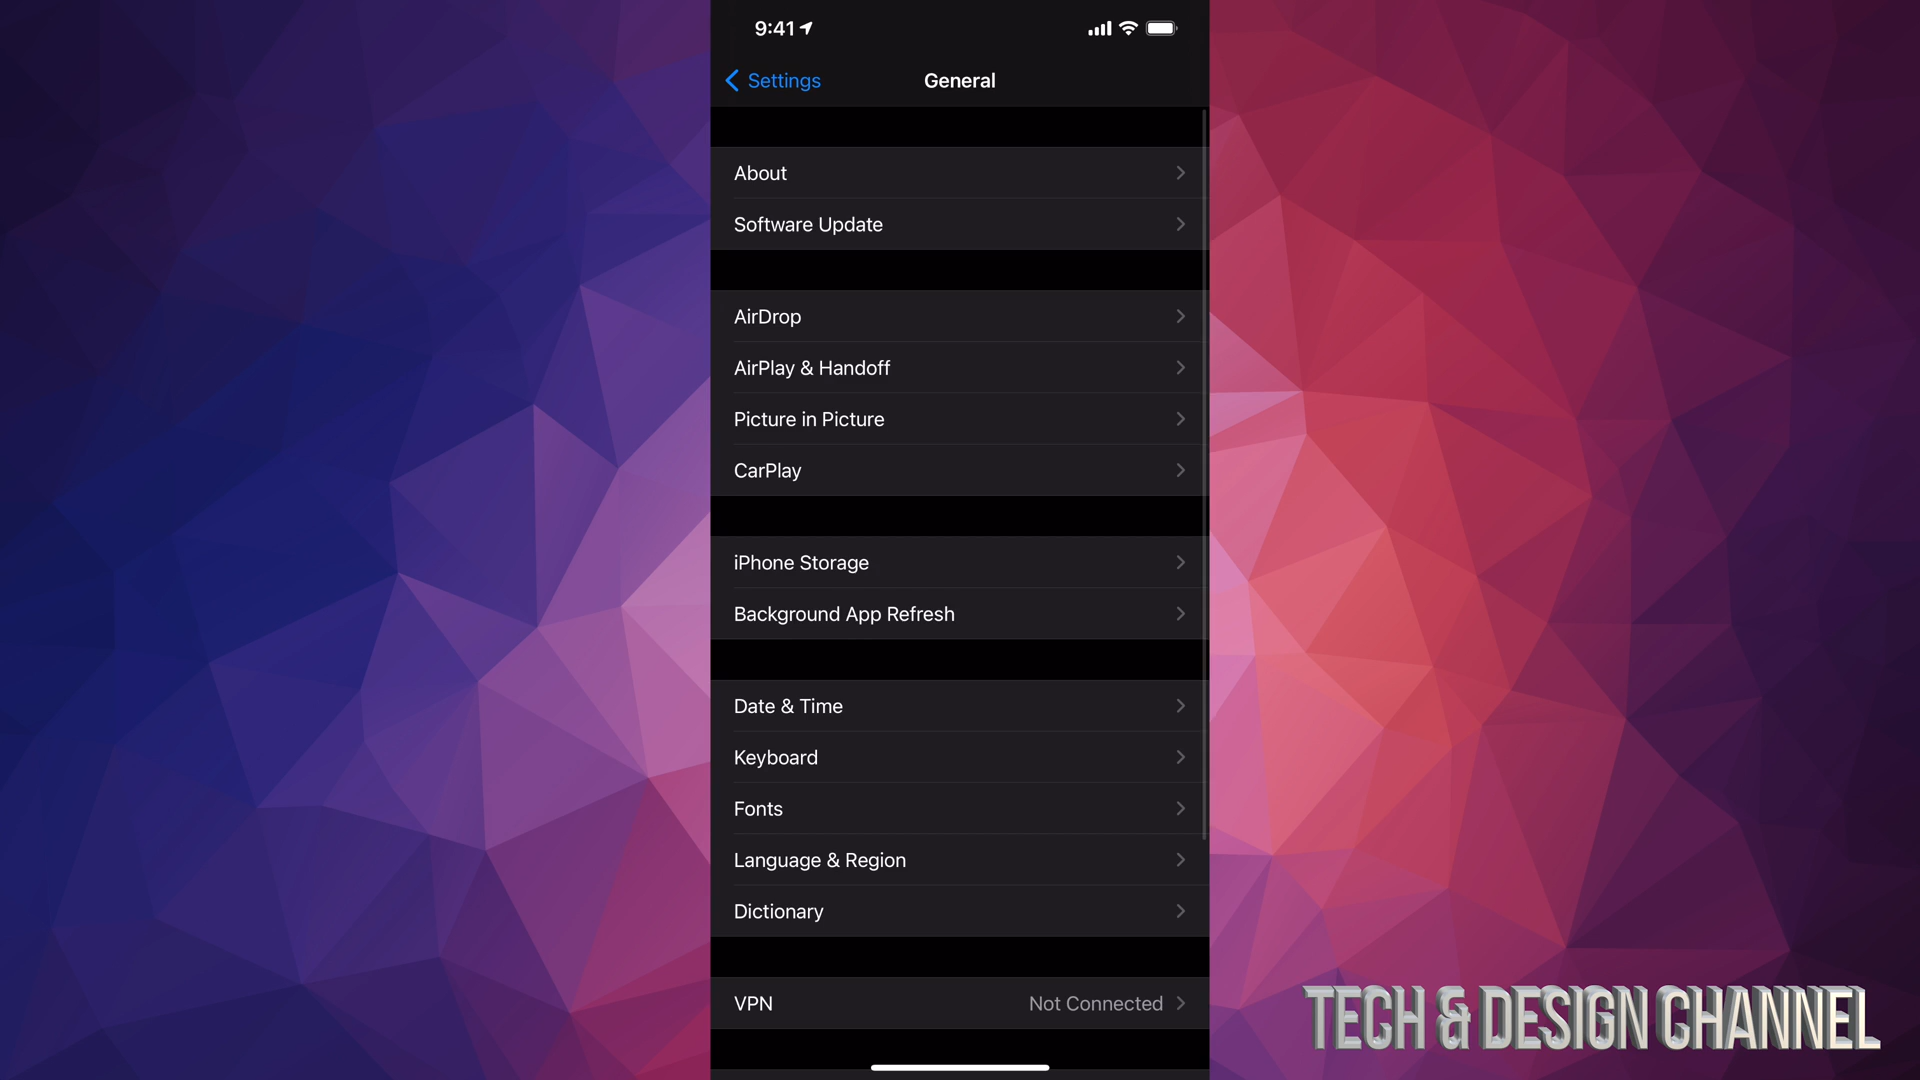 9:41
Settings
General
About
Software Update
AirDrop
AirPlay & Handoff
Picture in Picture
CarPlay
iPhone Storage
Background App Refresh
Date & Time
Keyboard
Fonts
Language & Region
Dictionary
VPN Not Connected
TECH & DESIGN CHANNEL